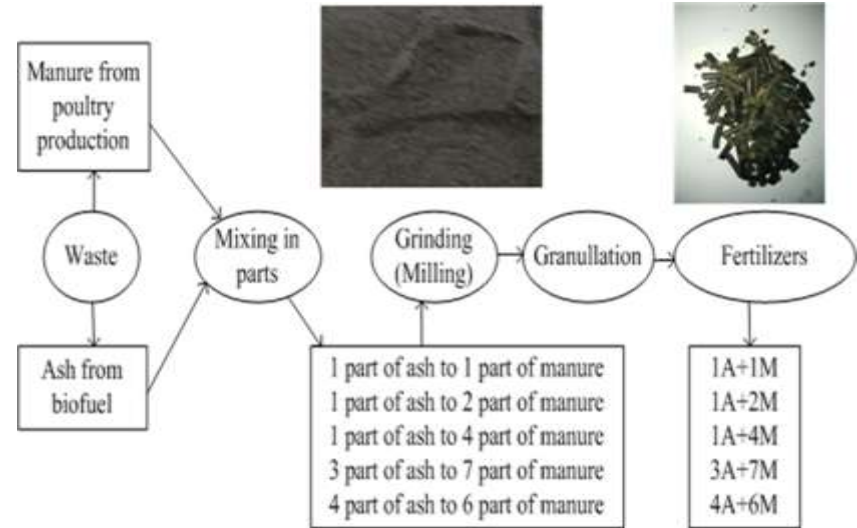 Manure from
poultry
production
Waste
Ash from
biofuel
Mixing in
parts
1 part of ash to 1 part of manure
1 part of ash to 2 part of manure
1 part of ash to 4 part of manure
3 part of ash to 7 part of manure
4 part of ash to 6 part of manure
Grinding
(Milling)
Granullation
Fertilizers
1A+1M
1A+2M
1A+4M
3A+7M
4A+6M